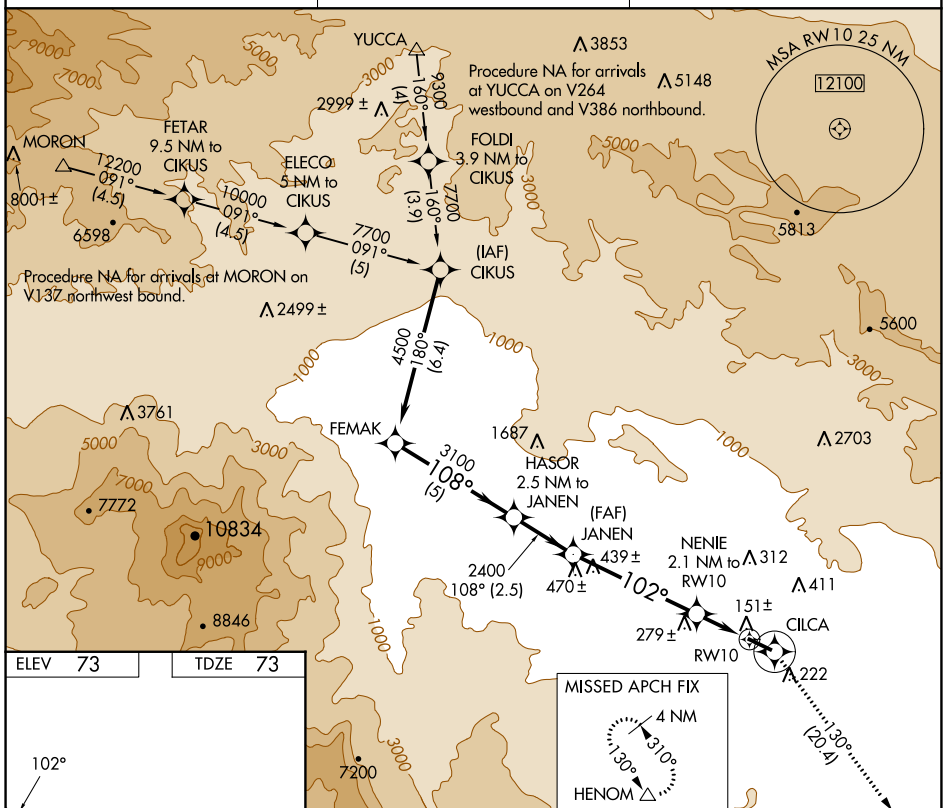 9000
5000
7000
YUCCA
3000
3853
5148
MSA RW10 25 NM
12100
Procedure NA for arrivals
at YUCCA on V264
westbound and V386 northbound.
9300
160°
(4)
2999 ±
MORON
8001±
FETAR
9.5 NM to
CIKUS
12200
091°
(4.5)
6598
ELECO
5 NM to
CIKUS
10000
091°
(4.5)
FOLDI
3.9 NM to
CIKUS
7700
160°
(3.9)
3000
5000
5813
7700
091°
(5)
(IAF)
CIKUS
Procedure NA for arrivals at MORON on
V137 northwest bound.
2499 ±
1000
4500
180°
(6.4)
1000
5600
3000
3761
5000
3000
7000
7772
10834
9000
8846
FEMAK
3100
108°
(5)
1687
HASOR
2.5 NM to
JANEN
1000
2703
2400
108° (2.5)
(FAF)
JANEN
439 ±
470 ±
102°
NENIE
2.1 NM to
RW10
312
411
151±
279 ±
CILCA
RW10
222
1000
130°
(20.4)
ELEV 73
TDZE 73
102°
7200
3000
MISSED APCH FIX
4 NM
310°
130°
HENOM